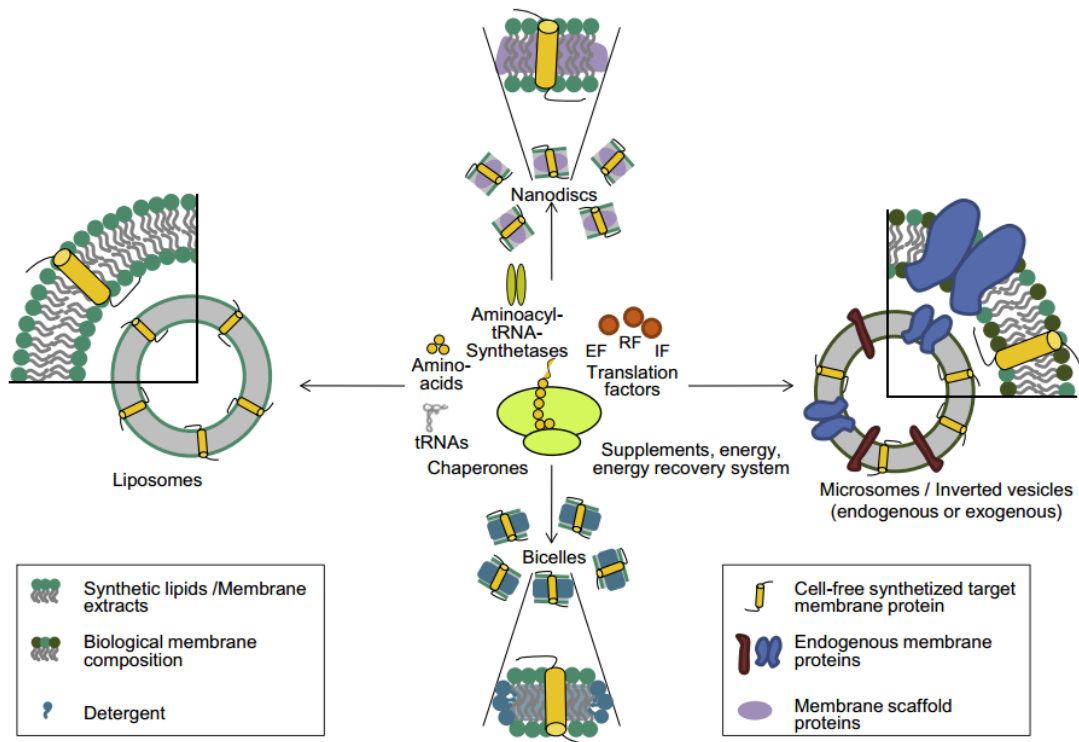 Nanodiscs
Aminoacyl-
tRNA-
Synthetases
Amino-
acids
EF RF IF
Translation
factors
tRNAs
Chaperones
Supplements, energy,
energy recovery system
Liposomes
Microsomes / Inverted vesicles
(endogenous or exogenous)
Bicelles
Synthetic lipids /Membrane
extracts
Biological membrane
composition
Detergent
Cell-free synthetized target
membrane protein
Endogenous membrane
proteins
Membrane scaffold
proteins